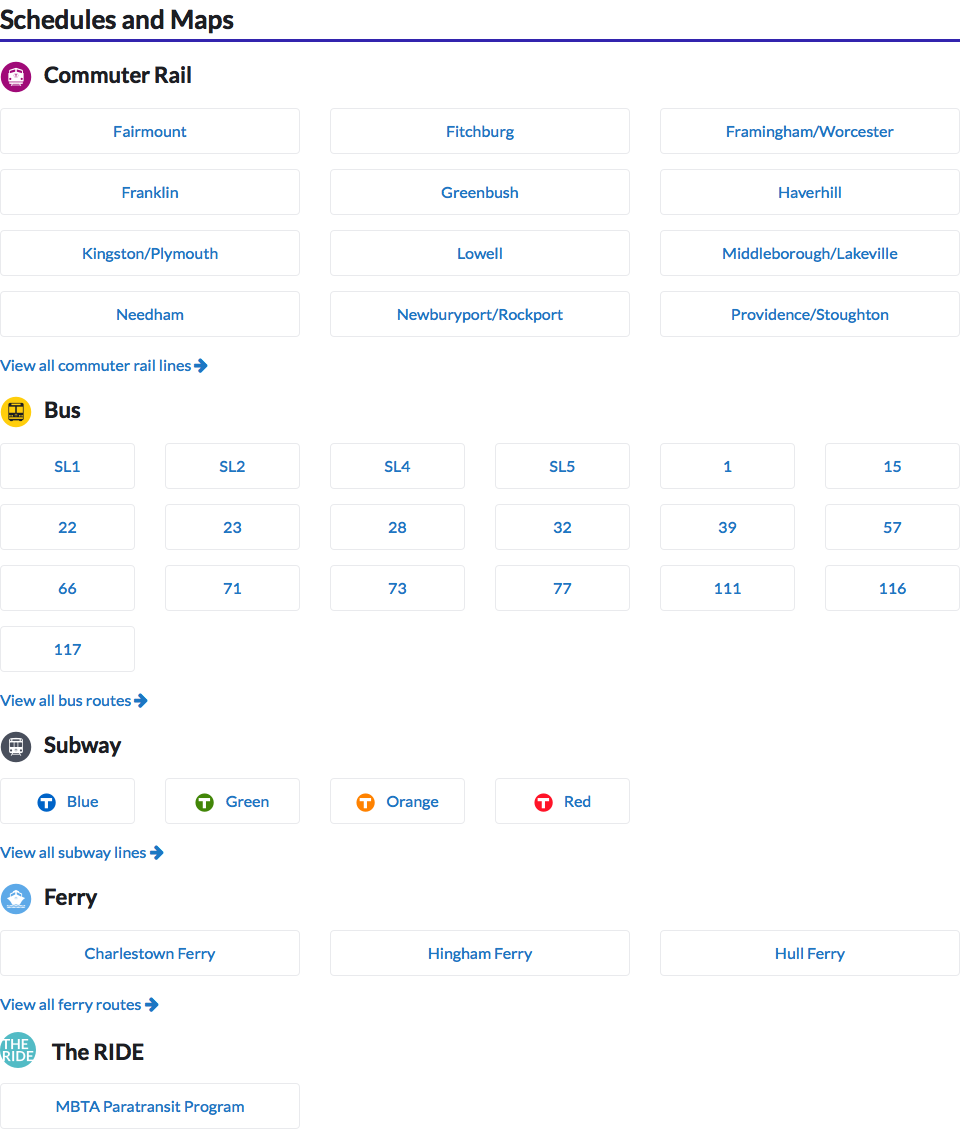 Schedules and Maps
Commuter Rail
Fairmount Fitchburg Framingham/Worcester
Franklin Greenbush Haverhill
Kingston/Plymouth Lowell Middleborough/Lakeville
Needham Newburyport/Rockport Providence/Stoughton
View all commuter rail lines
Bus
SL1 SL2 SL4 SL5 1 15
22 23 28 32 39 57
66 71 73 77 111 116
117
View all bus routes
Subway
T Blue T Green T Orange T Red
View all subway lines
Ferry
Charlestown Ferry Hingham Ferry Hull Ferry
View all ferry routes
THE
RIDE
The RIDE
MBTA Paratransit Program